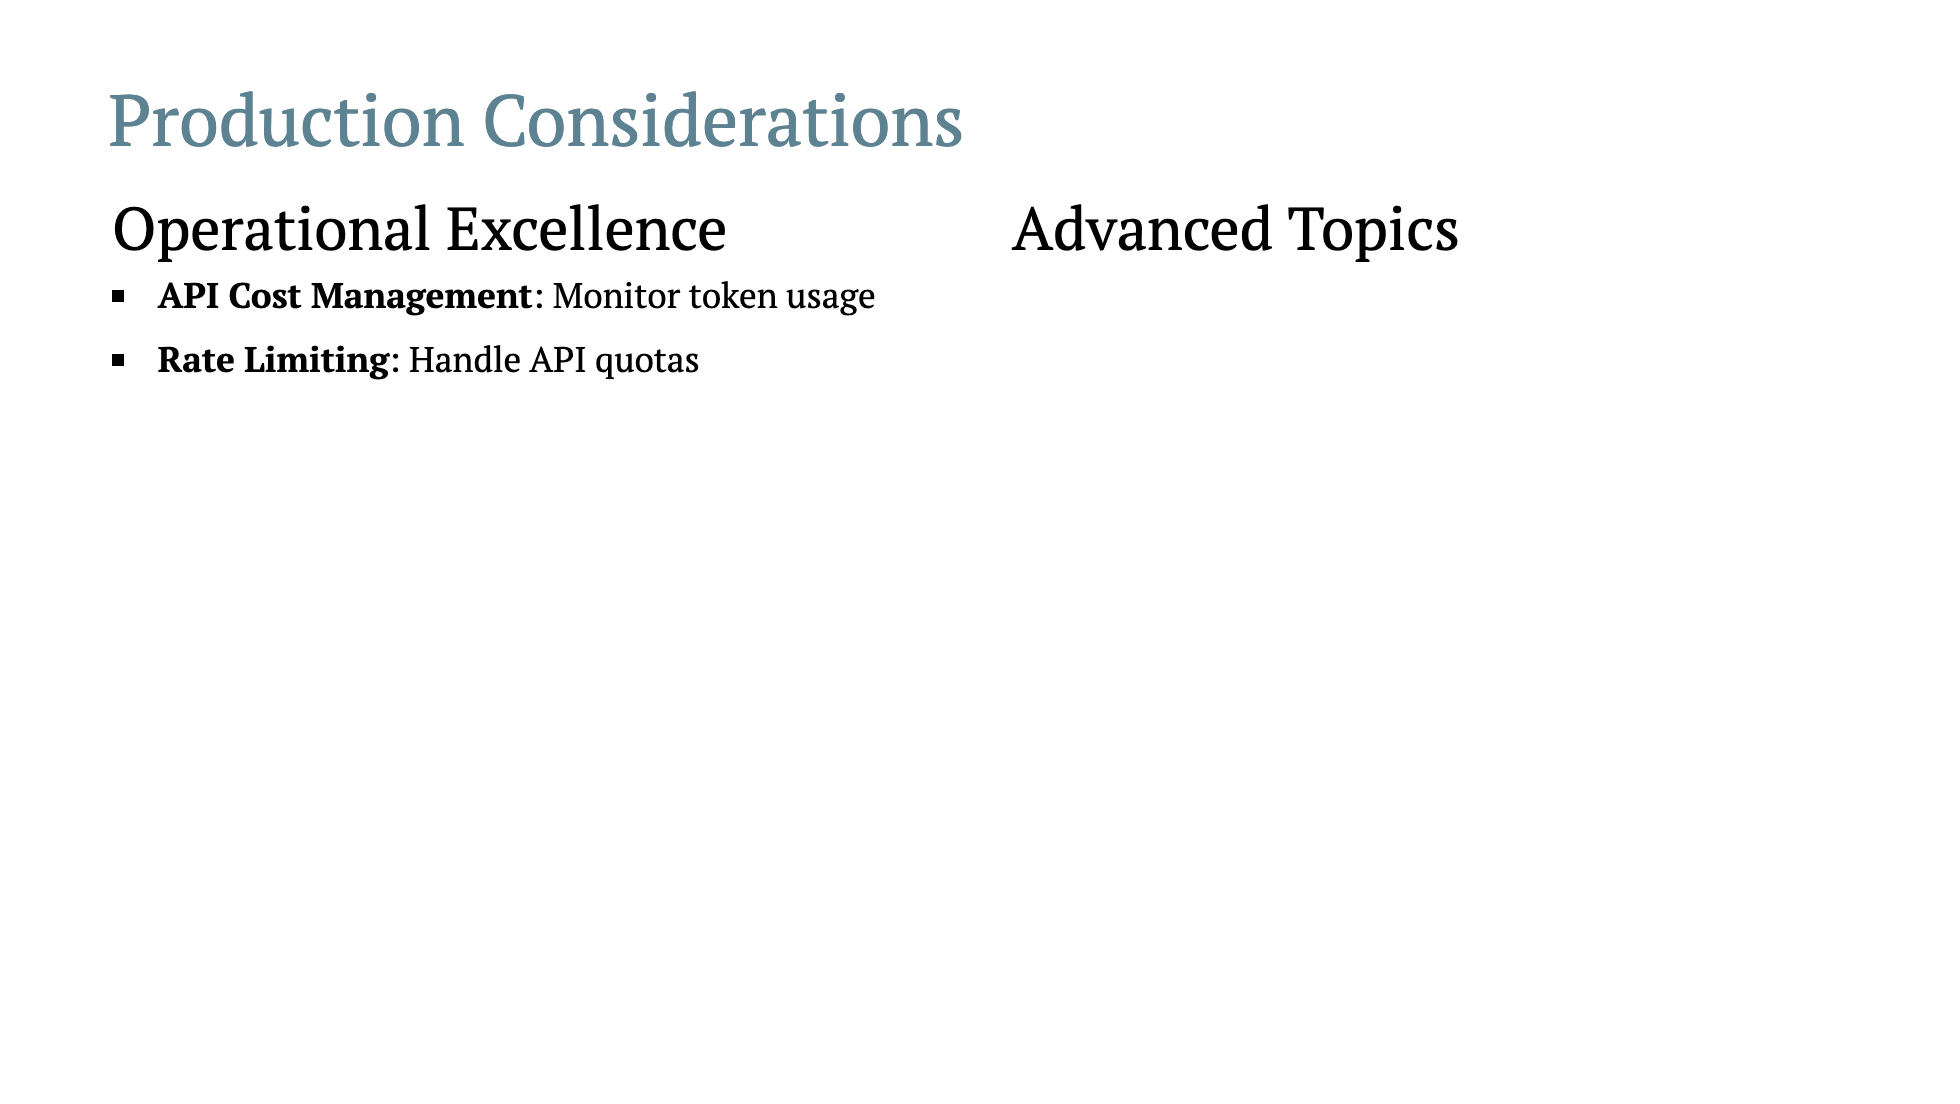 Production Considerations
Operational Excellence
▪ API Cost Management: Monitor token usage
▪ Rate Limiting: Handle API quotas
Advanced Topics